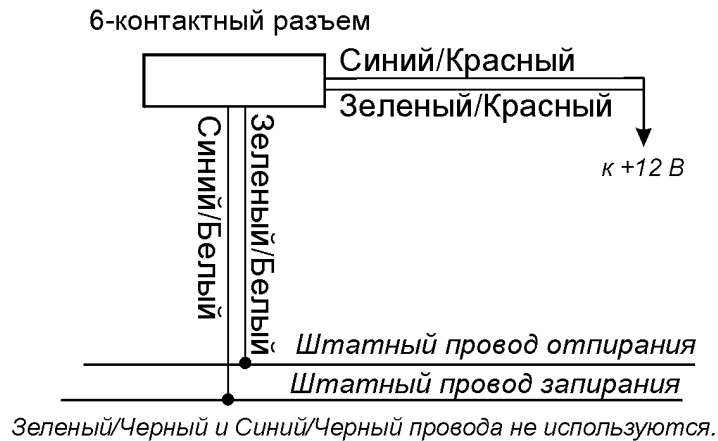 6-контактный разъем
Синий/Красный
Зеленый/Красный
к +12 В
Синий/Белый
Зеленый/Белый
Штатный провод отпирания
Штатный провод запирания
Зеленый/Черный и Синий/Черный провода не используются.